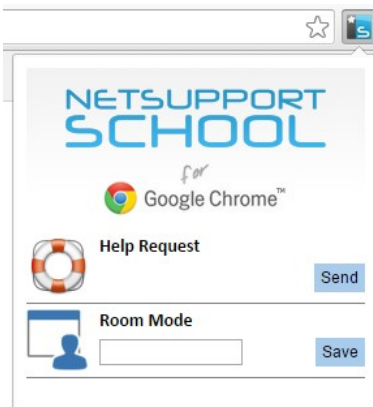 NETSUPPORT
SCHOOL
for
Google Chrome™
Help Request
Send
Room Mode
Save